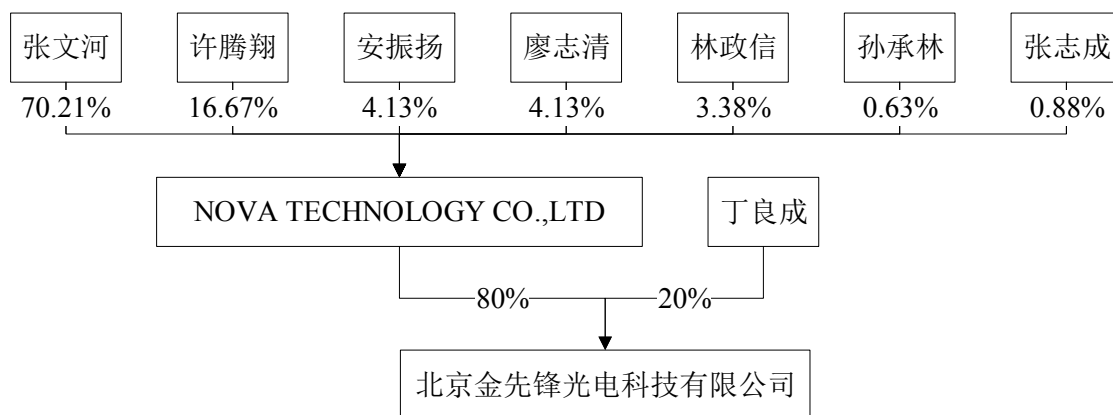 张文河 许腾翔 安振扬 廖志清 林政信 孙承林 张志成
70.21% 16.67% 4.13% 4.13% 3.38% 0.63% 0.88%
NOVA TECHNOLOGY CO.,LTD 丁良成
80% 20%
北京金先锋光电科技有限公司